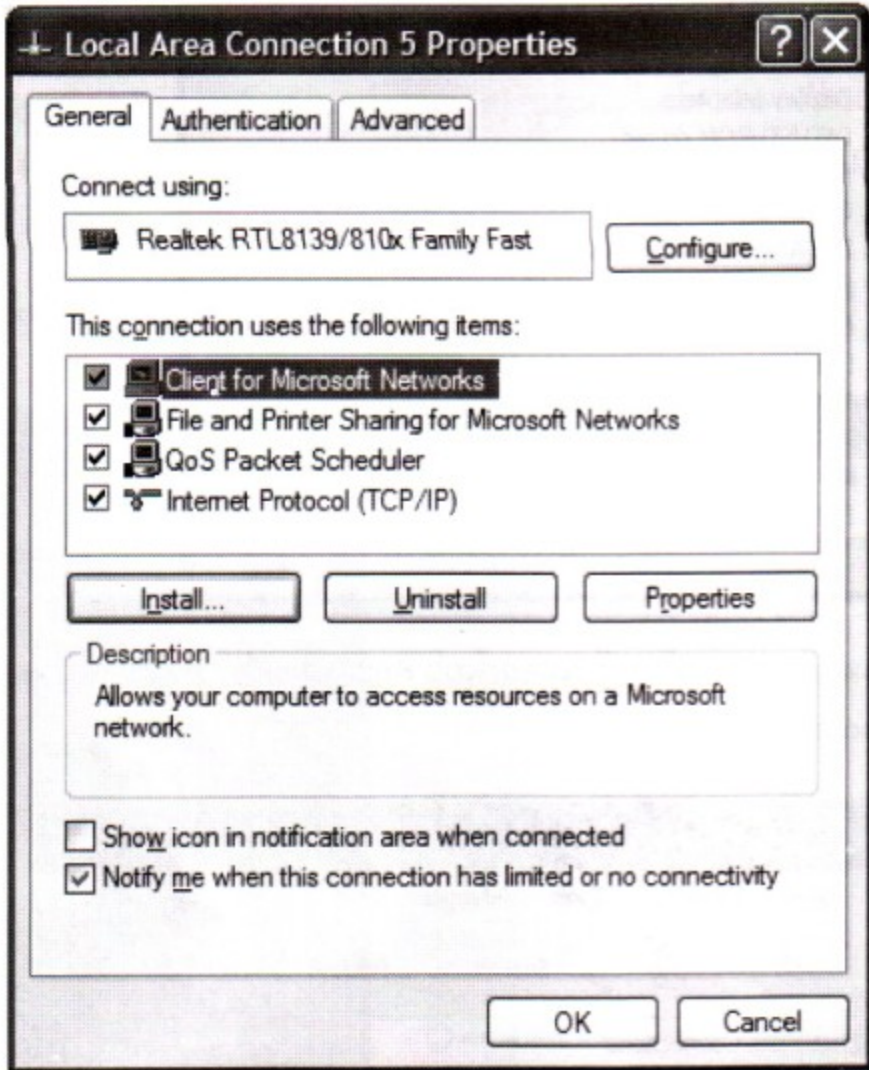 Local Area Connection 5 Properties
General Authentication Advanced
Connect using:
Realtek RTL8139/810x Family Fast
Configure...
This connection uses the following items:
Client for Microsoft Networks
File and Printer Sharing for Microsoft Networks
QoS Packet Scheduler
Internet Protocol (TCP/IP)
Install... Uninstall Properties
Description
Allows your computer to access resources on a Microsoft
network.
Show icon in notification area when connected
Notify me when this connection has limited or no connectivity
OK Cancel